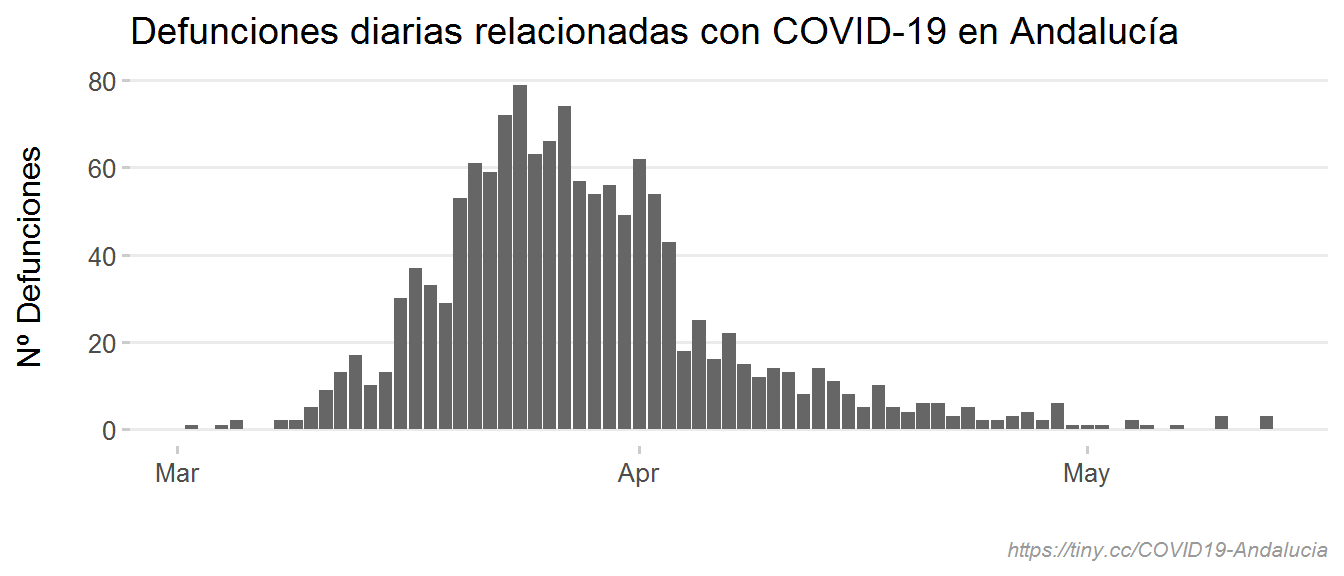 Defunciones diarias relacionadas con COVID-19 en Andalucía
Nº Defunciones
80
60
40
20
0
Mar Apr May
https://tiny.cc/COVID19-Andalucia